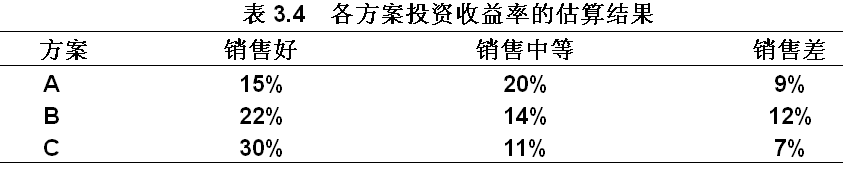 表 3.4 各方案投资收益率的估算结果
方案 销售好 销售中等 销售差
A 15% 20% 9%
B 22% 14% 12%
C 30% 11% 7%